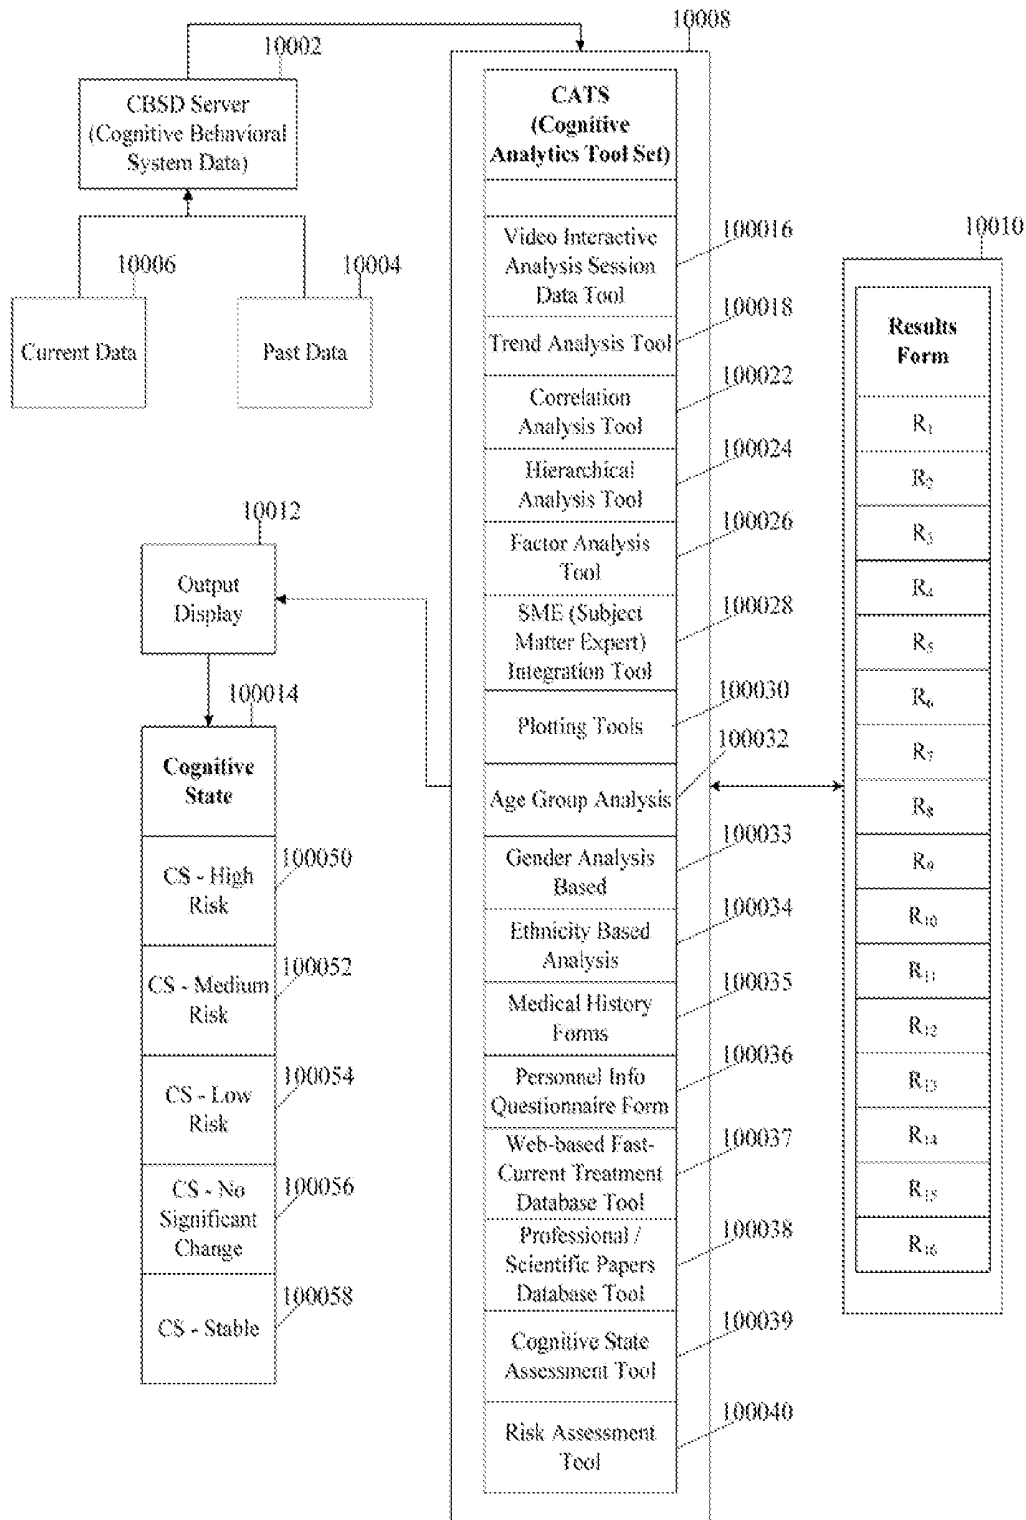 10008
10002
CBSD Server
(Cognitive Behavioral
System Data)
10006
10004
Current Data
Past Data
CATS
(Cognitive
Analytics Tool Set)
Video Interactive
Analysis Session
Data Tool
100016
Trend Analysis Tool
100018
Correlation
Analysis Tool
100022
Hierarchical
Analysis Tool
100024
Factor Analysis
Tool
100026
SME (Subject
Matter Expert)
Integration Tool
100028
Plotting Tools
100030
Age Group Analysis
100032
Gender Analysis
Based
100033
Ethnicity Based
Analysis
100034
Medical History
Forms
100035
Personnel Info
Questionnaire Form
100036
Web-based Fast-
Current Treatment
Database Tool
100037
Professional /
Scientific Papers
Database Tool
100038
Cognitive State
Assessment Tool
100039
Risk Assessment
Tool
100040
10010
Results
Form
R1
R2
R3
R4
R5
R6
R7
R8
R9
R10
R11
R12
R13
R14
R15
R16
10012
Output
Display
100014
Cognitive
State
CS - High
Risk
100050
CS - Medium
Risk
100052
CS - Low
Risk
100054
CS - No
Significant
Change
100056
CS - Stable
100058